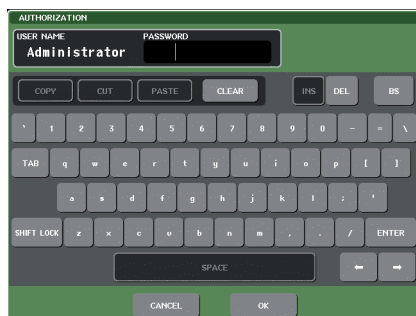 AUTHORIZATION
USER NAME PASSWORD
Administrator
COPY CUT PASTE CLEAR INS DEL BS
` 1 2 3 4 5 6 7 8 9 0 - = \
TAB q w e r t y u i o p [ ]
a s d f g h j k l ; '
SHIFT LOCK z x c v b n m , . / ENTER
SPACE ← →
CANCEL OK